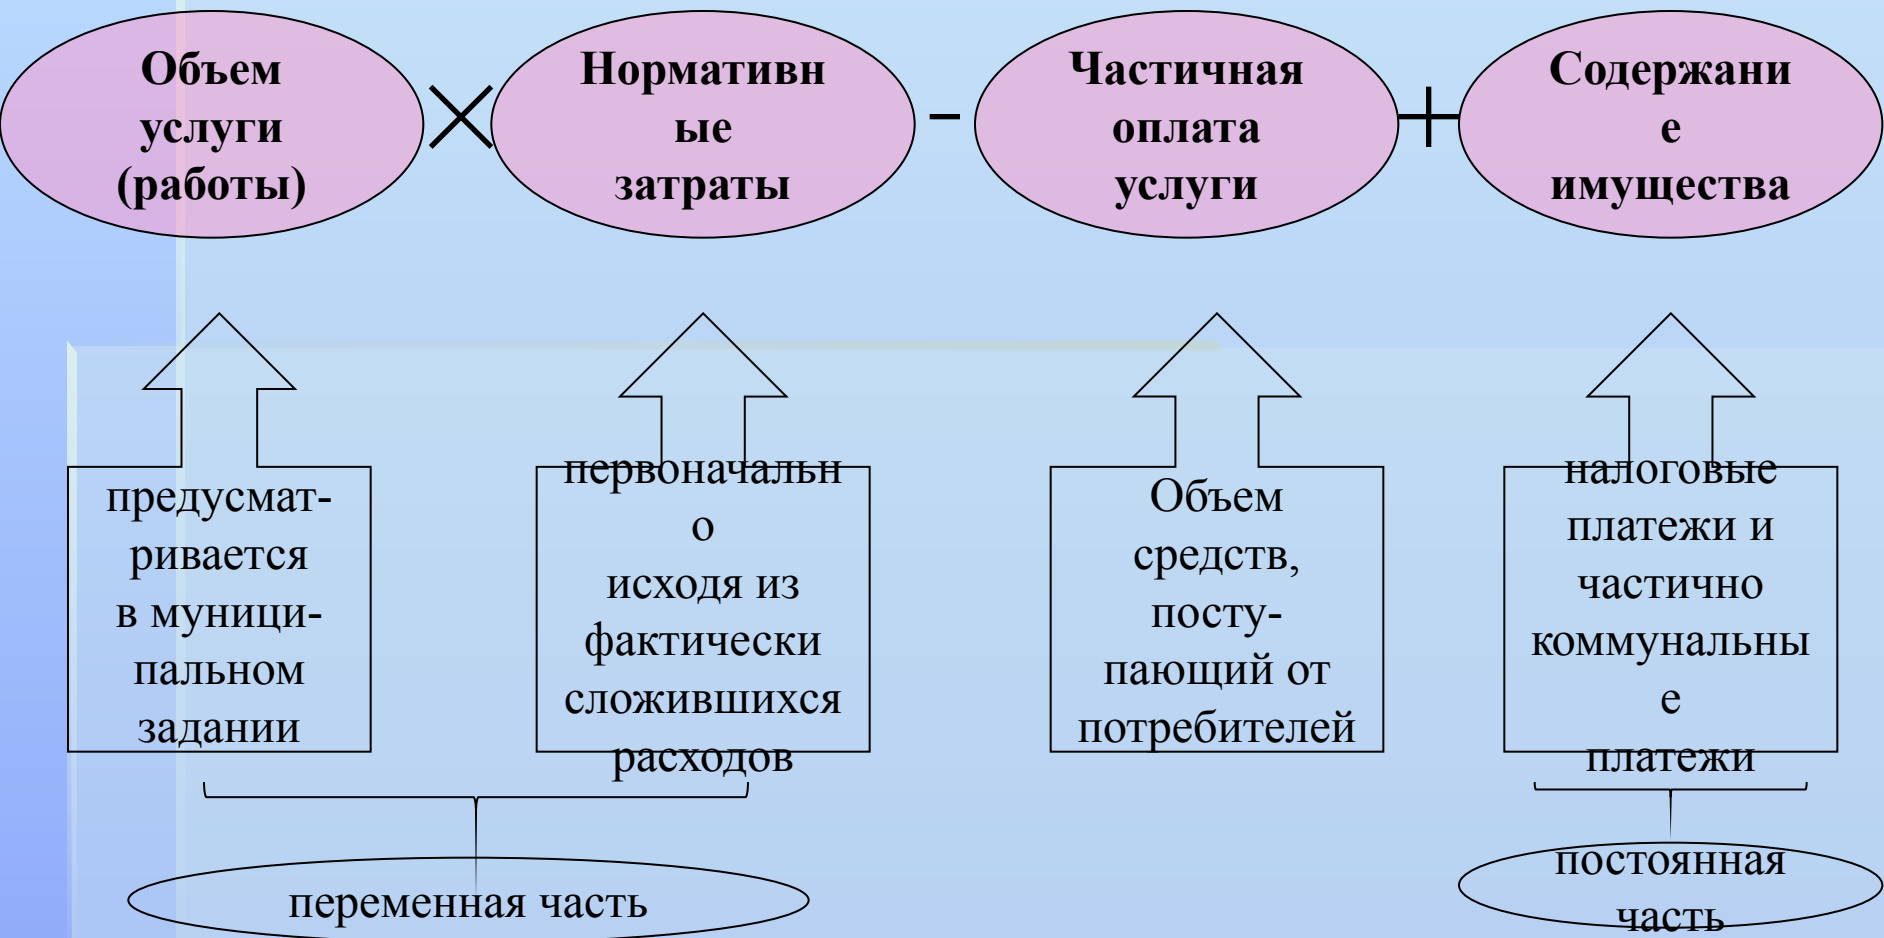 Объем
услуги
(работы)
Нормативн
ые
затраты
–
Частичная
оплата
услуги
Содержани
е
имущества
предусмат-
ривается
в муници-
пальном
задании
первоначальн
о
исходя из
фактически
сложившихся
расходов
Объем
средств,
посту-
пающий от
потребителей
налоговые
платежи и
частично
коммунальны
е
платежи
переменная часть
постоянная
часть